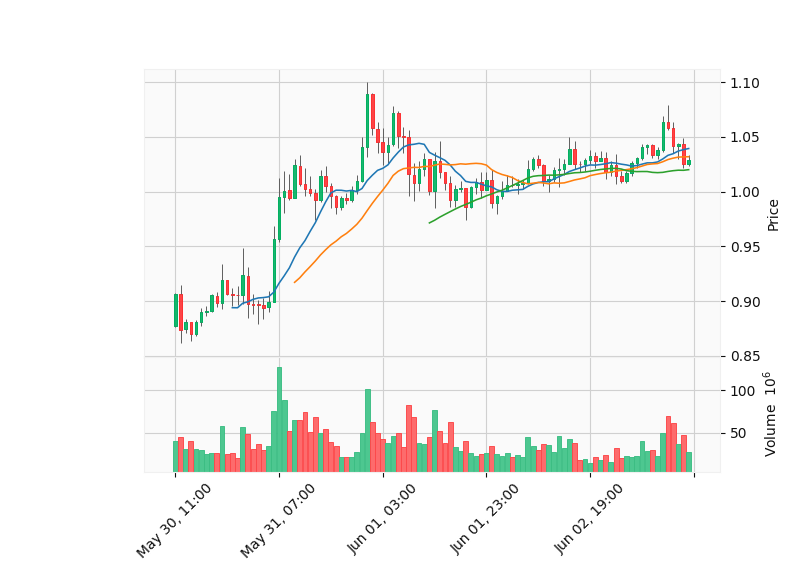 1.10
1.05
1.00
0.95
0.90
0.85
Price
100
50
Volume 10^6
May 30, 11:00
May 31, 07:00
Jun 01, 03:00
Jun 01, 23:00
Jun 02, 19:00